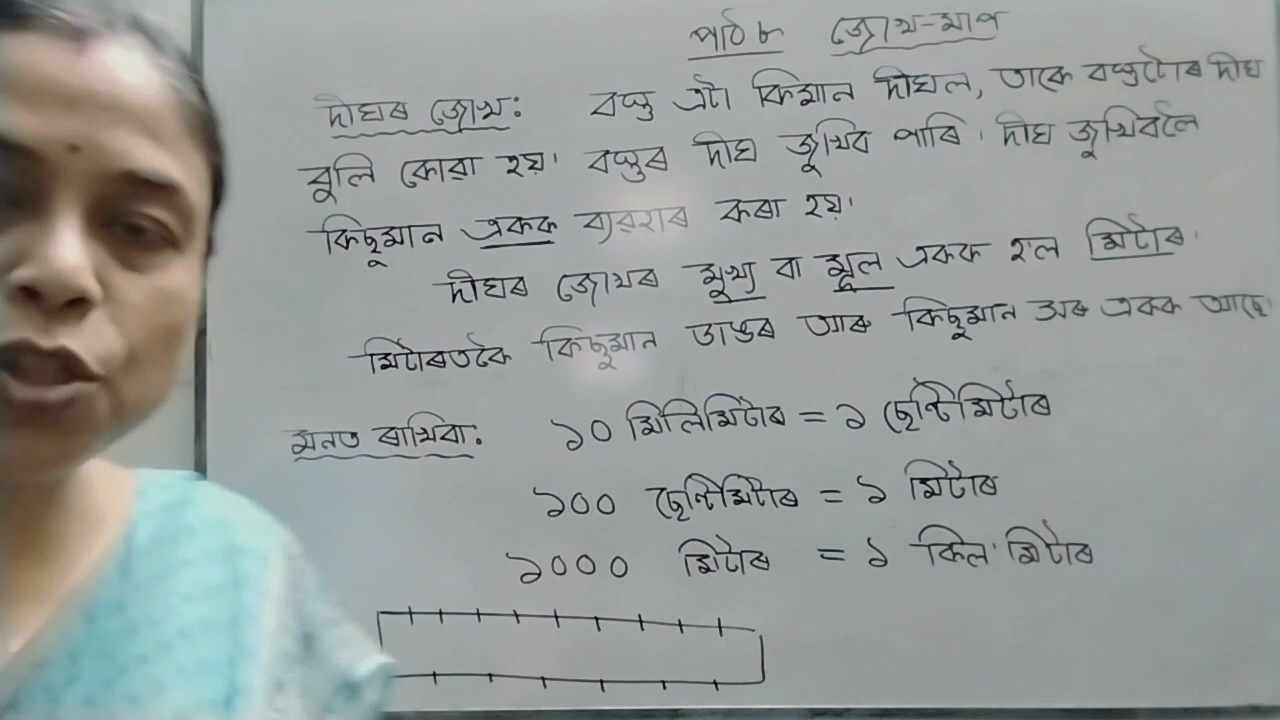 পাঠ ৮ জোখ-মাপ
দীঘৰ জোখ: বস্তু এটা কিমান দীঘল, তাকে বস্তুটোৰ দীঘ
বুলি কোৱা হয়। বস্তুৰ দীঘ জুখিব পাৰি। দীঘ জুখিবলৈ
কিছুমান একক ব্যৱহাৰ কৰা হয়।
দীঘৰ জোখৰ মুখ্য বা মূল একক হ'ল মিটাৰ।
মিটাৰতকৈ কিছুমান ডাঙৰ আৰু কিছুমান সৰু একক আছে।
মনত ৰাখিবা: ১০ মিলিমিটাৰ = ১ ছেণ্টিমিটাৰ
১০০ ছেণ্টিমিটাৰ = ১ মিটাৰ
১০০০ মিটাৰ = ১ কিল'মিটাৰ